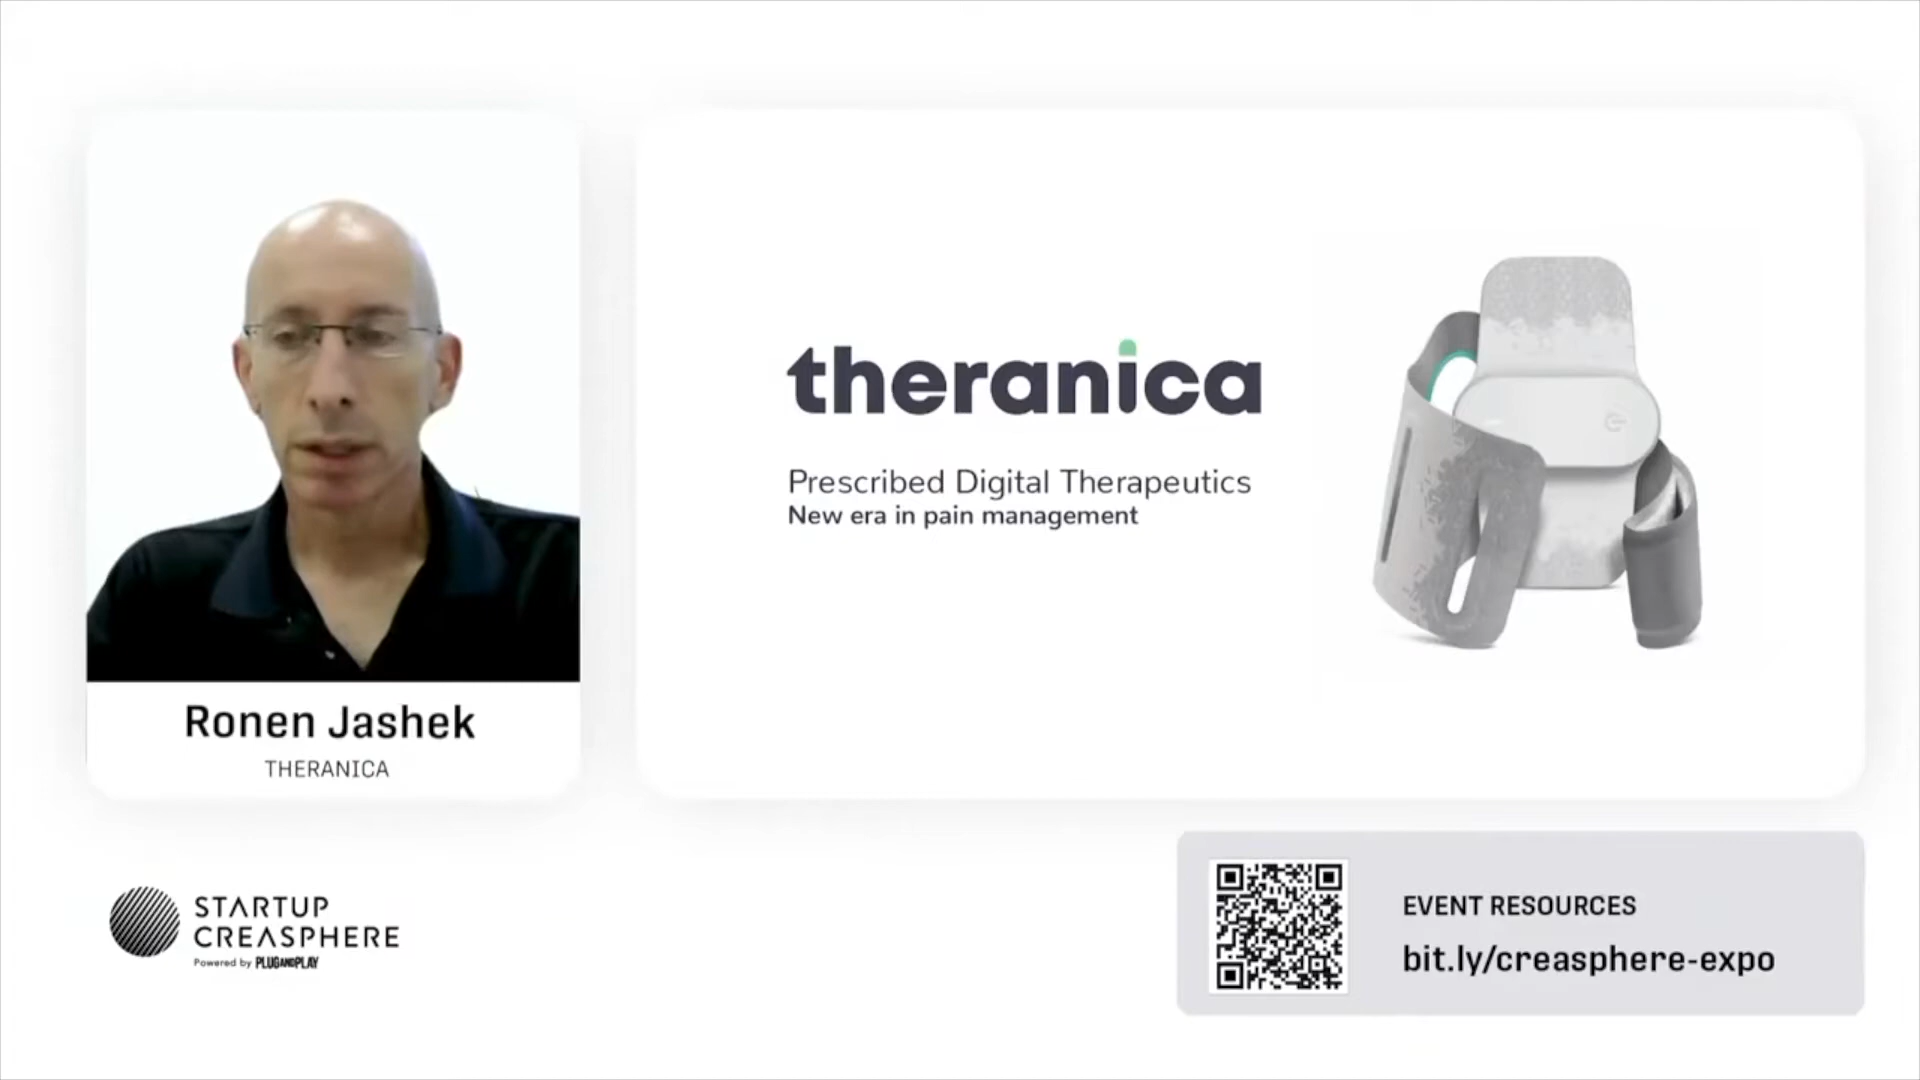 theranica
Prescribed Digital Therapeutics
New era in pain management
Ronen Jashek
THERANICA
STARTUP
CREASPHERE
Powered by PLUGANDPLAY
EVENT RESOURCES
bit.ly/creasphere-expo